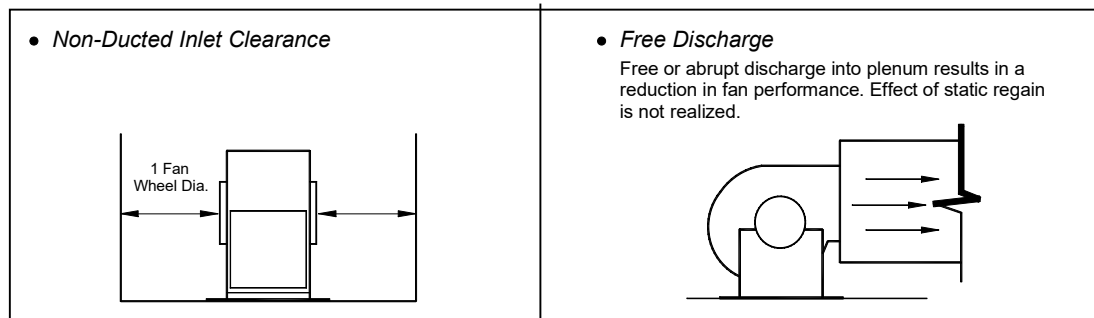 • Non-Ducted Inlet Clearance
1 Fan
Wheel Dia.
• Free Discharge
Free or abrupt discharge into plenum results in a
reduction in fan performance. Effect of static regain
is not realized.